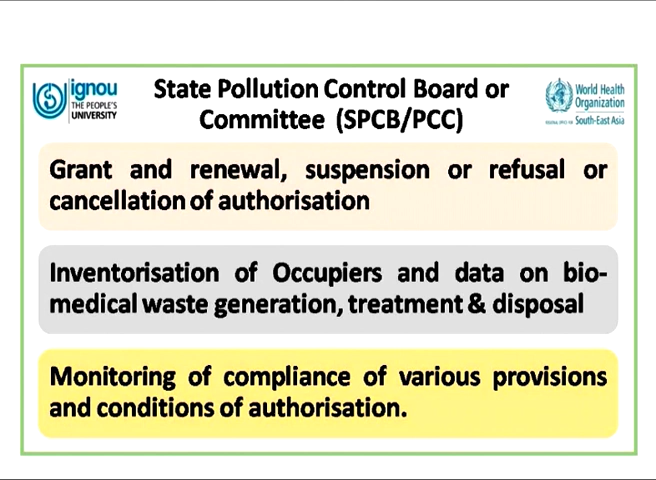 ignou
THE PEOPLE'S
UNIVERSITY
State Pollution Control Board or
Committee (SPCB/PCC)
World Health
Organization
South-East Asia
Grant and renewal, suspension or refusal or
cancellation of authorisation
Inventorisation of Occupiers and data on bio-
medical waste generation, treatment & disposal
Monitoring of compliance of various provisions
and conditions of authorisation.